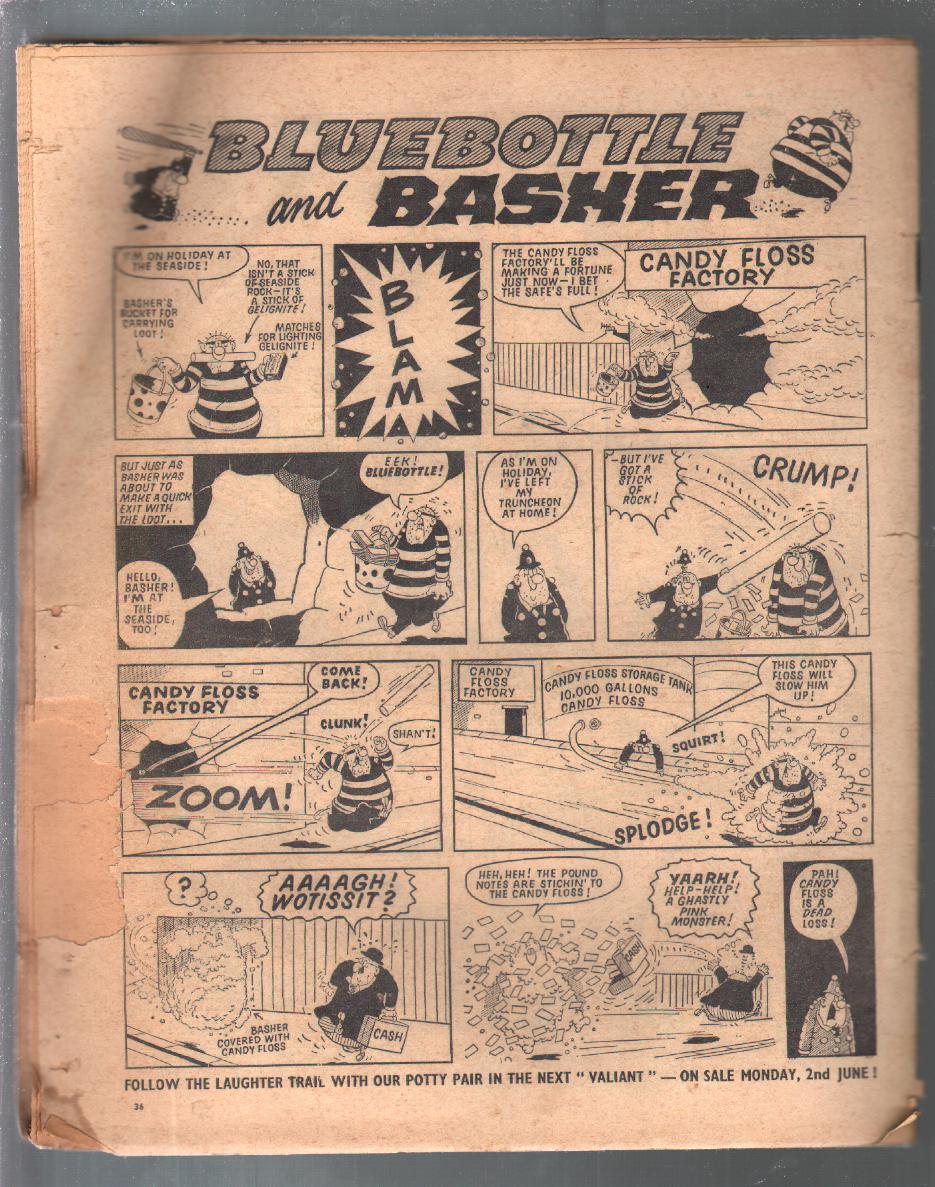 BLUEBOTTLE
and BASHER
I'M ON HOLIDAY AT
THE SEASIDE!
NO, THAT
ISN'T A STICK
OF SEASIDE
ROCK—IT'S
A STICK OF
GELIGNITE!
BASHER'S
BUCKET FOR
CARRYING
LOOT!
MATCHES
FOR LIGHTING
GELIGNITE!
BLAM
THE CANDY FLOSS
FACTORY'LL BE
MAKING A FORTUNE
JUST NOW—I BET
THE SAFE'S FULL!
CANDY FLOSS
FACTORY
BUT JUST AS
BASHER WAS
ABOUT TO
MAKE A QUICK
EXIT WITH
THE LOOT...
HELLO,
BASHER!
I'M AT
THE
SEASIDE,
TOO!
EEK!
BLUEBOTTLE!
AS I'M ON
HOLIDAY,
I'VE LEFT
MY
TRUNCHEON
AT HOME!
-BUT I'VE
GOT A
STICK
OF
ROCK!
CRUMP!
CANDY FLOSS
FACTORY
COME
BACK!
CLUNK!
SHAN'T!
ZOOM!
CANDY
FLOSS
FACTORY
CANDY FLOSS STORAGE TANK
10,000 GALLONS
CANDY FLOSS
THIS CANDY
FLOSS WILL
SLOW HIM
UP!
SQUIRT!
SPLODGE!
?
AAAAGH!
WOTISSIT?
BASHER
COVERED WITH
CANDY FLOSS
CASH
HEH, HEH! THE POUND
NOTES ARE STICKIN' TO
THE CANDY FLOSS!
CASH
YAARH!
HELP-HELP!
A GHASTLY
PINK
MONSTER!
PAH!
CANDY
FLOSS
IS A
DEAD
LOSS!
FOLLOW THE LAUGHTER TRAIL WITH OUR POTTY PAIR IN THE NEXT "VALIANT" — ON SALE MONDAY, 2nd JUNE!
36